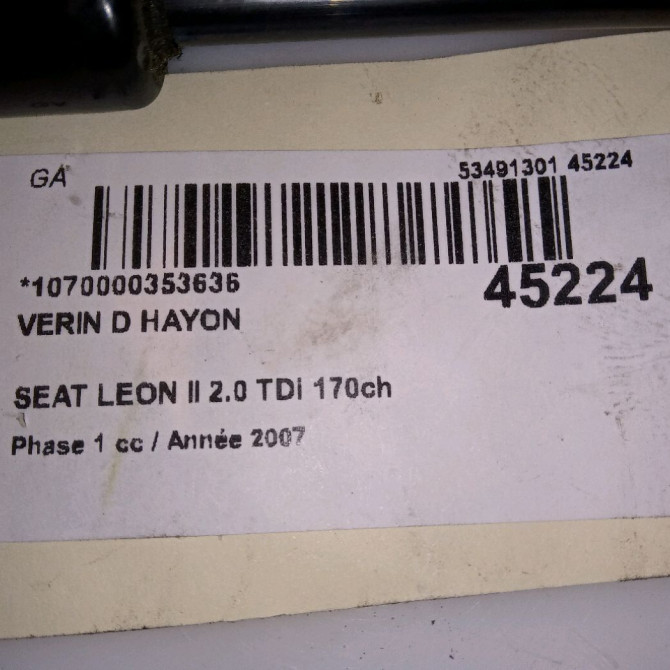 GA
53491301 45224
*1070000353636
45224
VERIN D HAYON
SEAT LEON II 2.0 TDi 170ch
Phase 1 cc / Année 2007